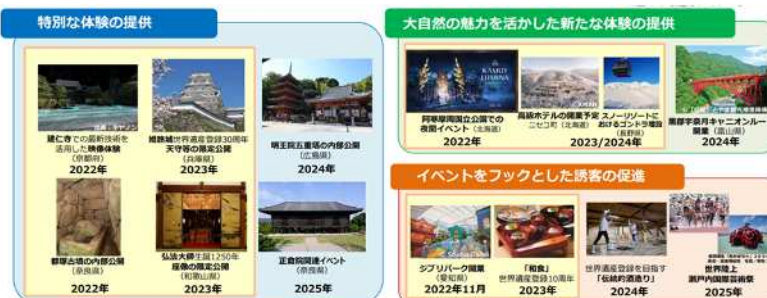 特別な体験の提供
建仁寺での最新技術を
活用した映像体験
(京都府)
2022年
姫路城世界遺産登録30周年
天守等の限定公開
(兵庫県)
2023年
明王院五重塔の内部公開
(広島県)
2024年
都塚古墳の内部公開
(奈良県)
2022年
弘法大師生誕1250年
座像の限定公開
(和歌山県)
2023年
正倉院関連イベント
(奈良県)
2025年
大自然の魅力を活かした新たな体験の提供
KAMUY
LUMINA
阿寒摩周国立公園での
夜間イベント(北海道)
2022年
高級ホテルの開業予定
ニセコ町(北海道)
スノーリゾートに
おけるゴンドラ増設
(長野県)
2023/2024年
黒部宇奈月キャニオンルート
開業(富山県)
2024年
イベントをフックとした誘客の促進
ジブリパーク開業
(愛知県)
2022年11月
「和食」
世界遺産登録10周年
2023年
世界遺産登録を目指す
「伝統的酒造り」
2024年
世界陸上
瀬戸内国際芸術祭
2025年